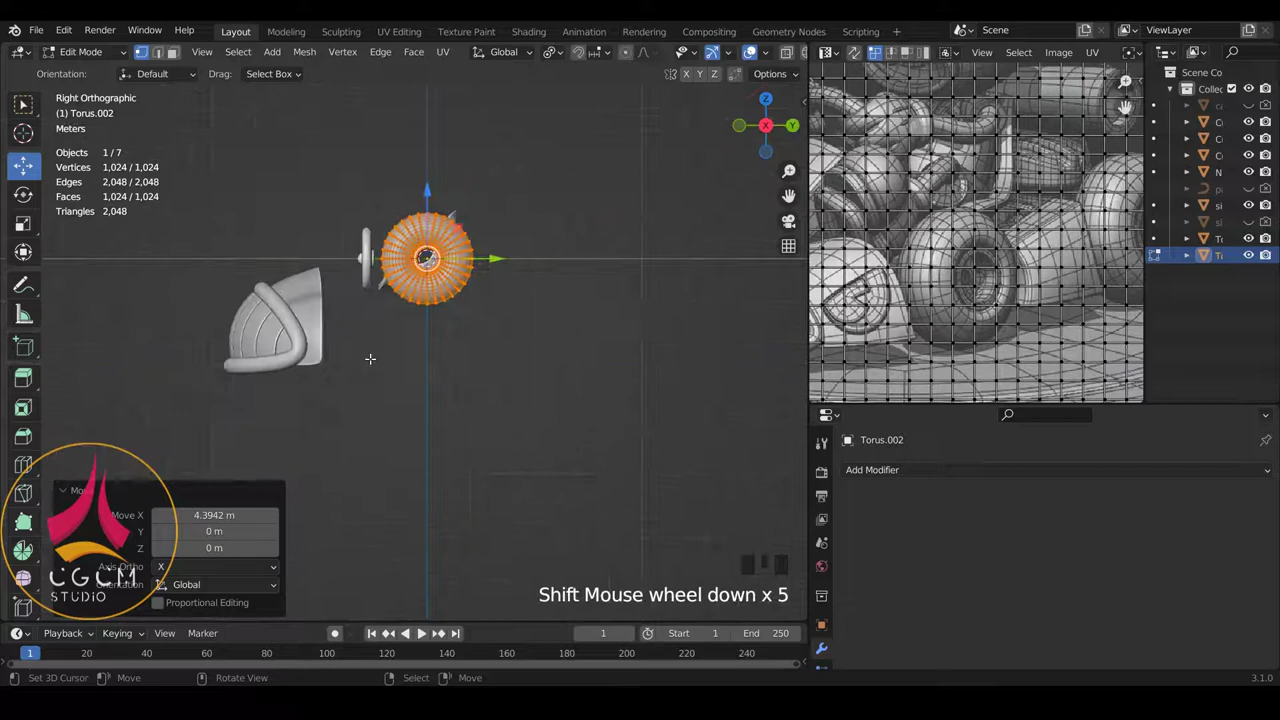 File Edit Render Window Help Layout Modeling Sculpting UV Editing Texture Paint Shading Animation Rendering Compositing Geometry Nodes Scripting Scene ViewLayer
Edit Mode View Select Add Mesh Vertex Edge Face UV Global View Select Image UV
Orientation: Default Drag: Select Box X Y Z Options
Scene Co
Collec
Right Orthographic
(1) Torus.002
Meters
Objects 1 / 7
Vertices 1,024 / 1,024
Edges 2,048 / 2,048
Faces 1,024 / 1,024
Triangles 2,048
Z
X
Y
Torus.002
Add Modifier
Move X 4.3942 m
Y 0 m
Z 0 m
Axis Ortho X
Orientation Global
Proportional Editing
CGCM
STUDIO
Shift Mouse wheel down x 5
Playback Keying View Marker 1 Start 1 End 250
1 20 40 60 80 100 120 140 160 180 200 220 240
Set 3D Cursor Move Rotate View Select Move 3.1.0